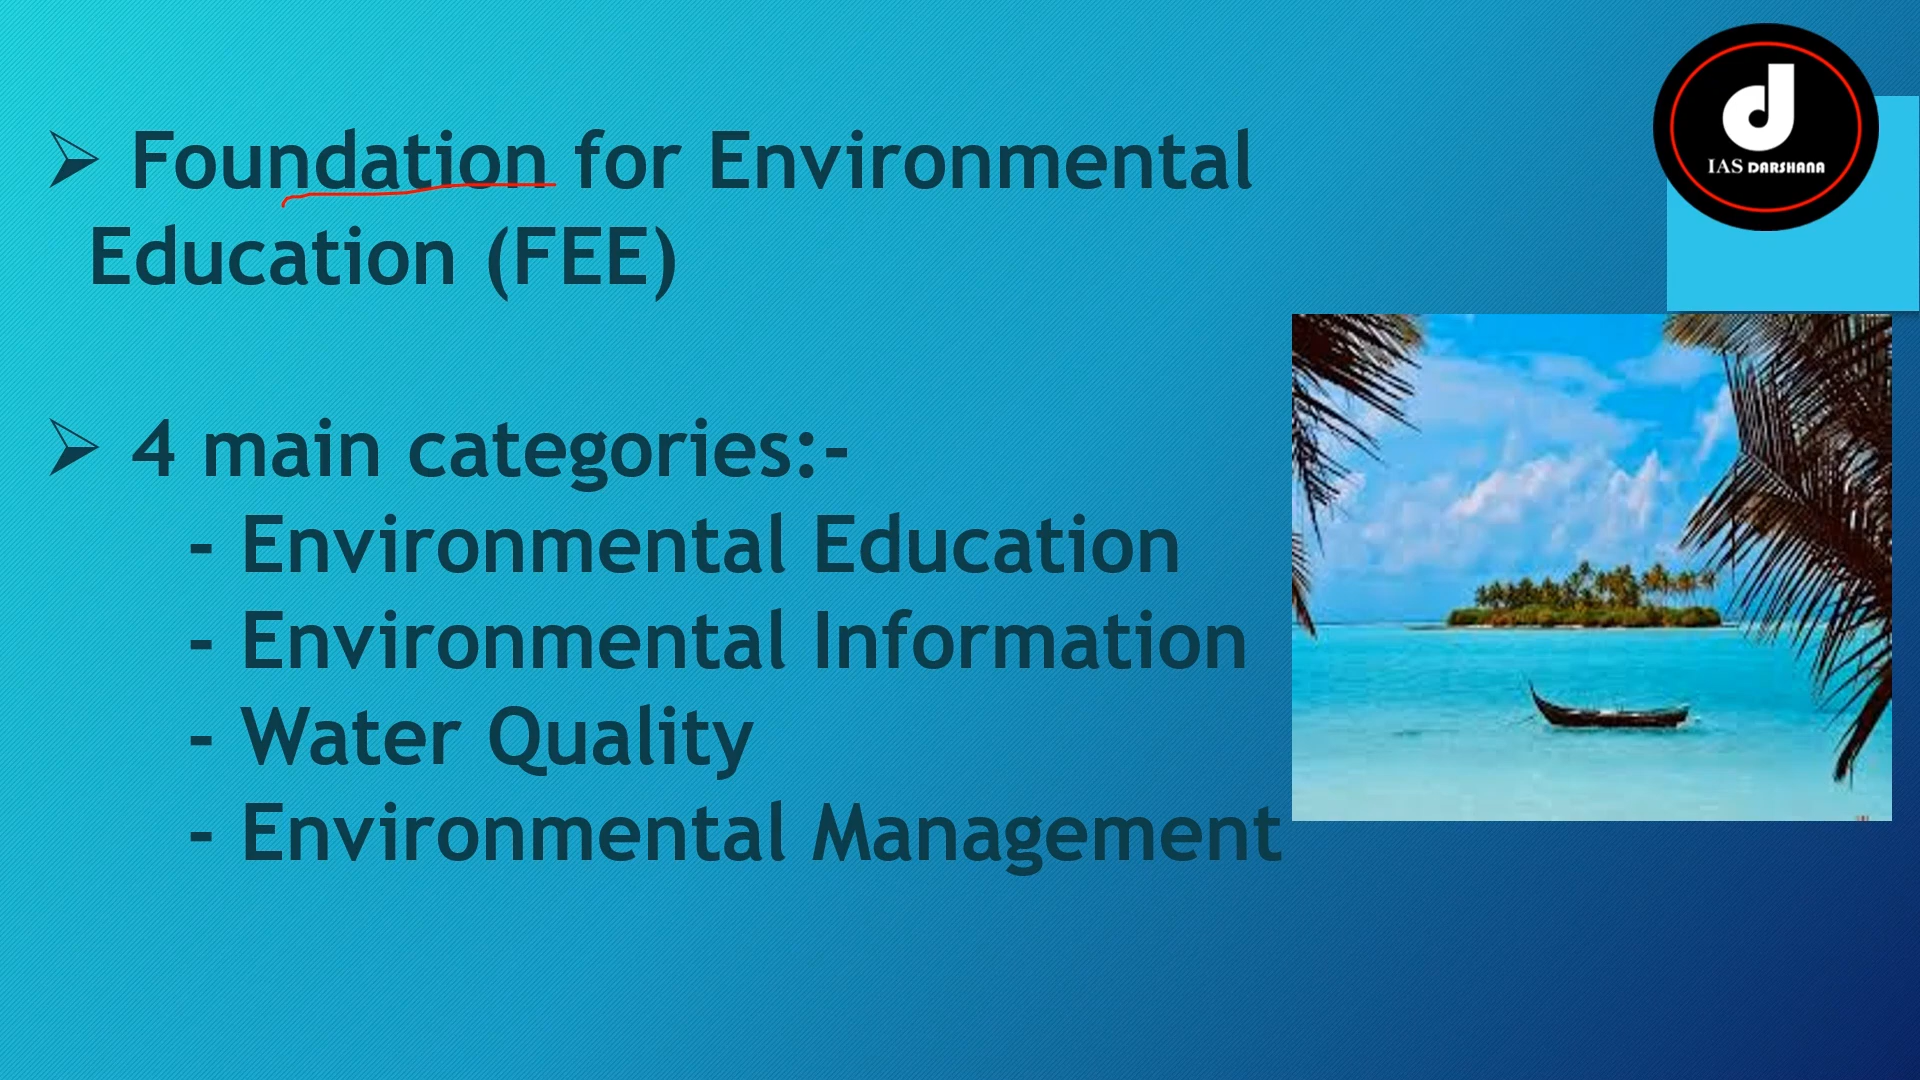 ➢ Foundation for Environmental
Education (FEE)
➢ 4 main categories:-
- Environmental Education
- Environmental Information
- Water Quality
- Environmental Management
d
IAS DARSHANA